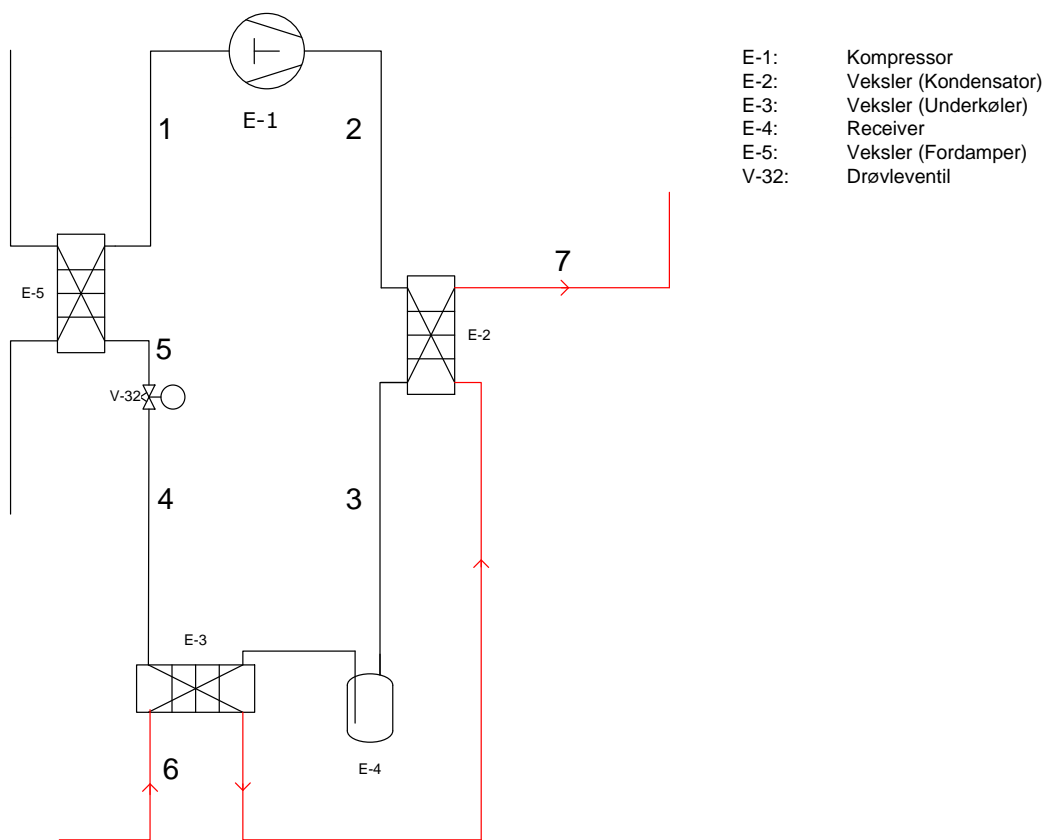 E-1: Kompressor
E-2: Veksler (Kondensator)
E-3: Veksler (Underkøler)
E-4: Receiver
E-5: Veksler (Fordamper)
V-32: Drøvleventil
E-1
1
2
7
E-5
E-2
5
V-32
4
3
E-3
6
E-4